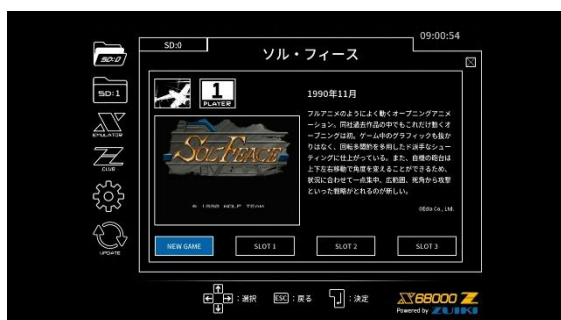 09:00:54
SD:0
SD:0
ソル・フィース
SD:1
1
PLAYER
1990年11月
フルアニメのようによく動くオープニングアニメ
ーション。同社過去作品の中でもこれだけ動くオ
ープニングは初。ゲーム中のグラフィックも抜か
りはなく、回転多関節を多用したド派手なシュー
ティングに仕上がっている。また、自機の砲台は
上下左右移動で角度を変えることができるため、
状況に合わせて一点集中、広範囲、死角から攻撃
といった戦略がとれるのが新しい。
SOL-FEACE
© 1990 WOLF TEAM
©Edia Co., Ltd.
EMULATOR
CLUB
UPDATE
NEW GAME
SLOT 1
SLOT 2
SLOT 3
:選択
ESC :戻る
:決定
X68000 Z
Powered by ZUIKI